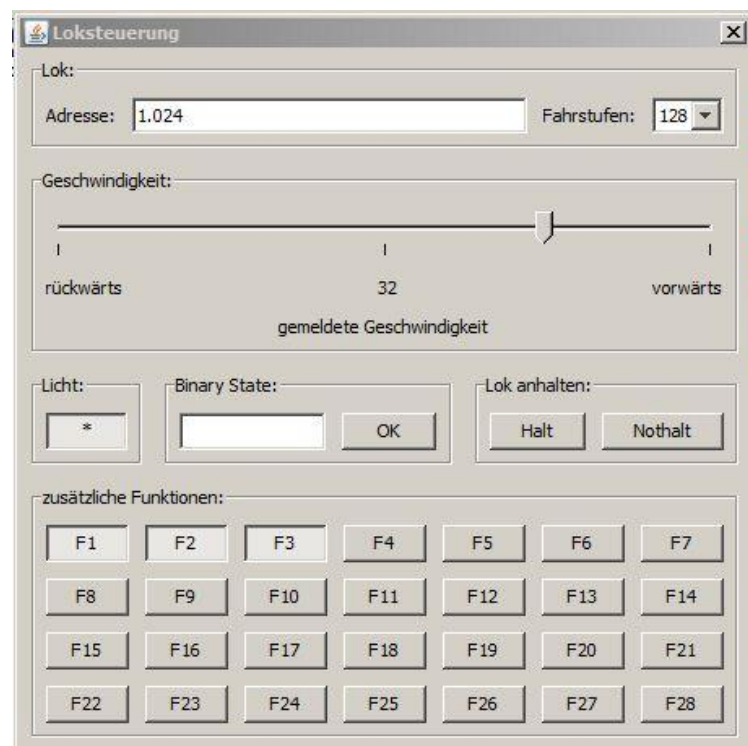 Loksteuerung
Lok:
Adresse: 1.024 Fahrstufen: 128
Geschwindigkeit:
rückwärts 32 vorwärts
gemeldete Geschwindigkeit
Licht: Binary State: Lok anhalten:
* OK Halt Nothalt
zusätzliche Funktionen:
F1 F2 F3 F4 F5 F6 F7
F8 F9 F10 F11 F12 F13 F14
F15 F16 F17 F18 F19 F20 F21
F22 F23 F24 F25 F26 F27 F28